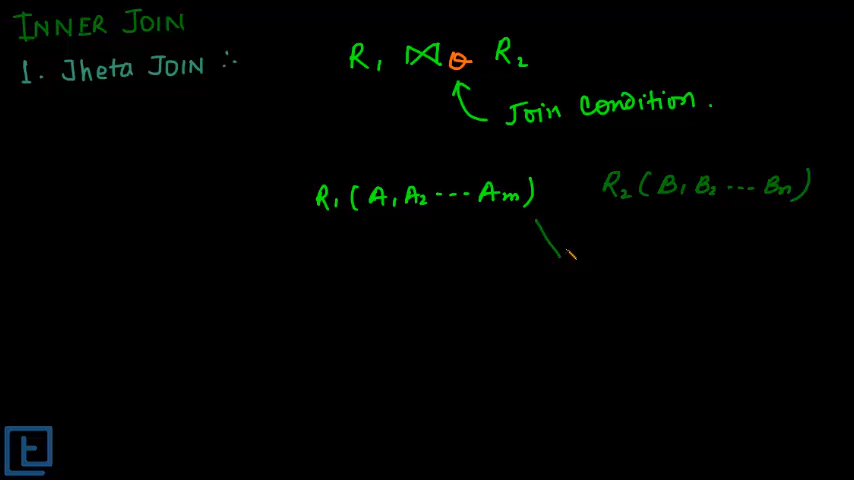 INNER JOIN
1. Jheta JOIN ∴
R₁ ⋈θ R₂
Join Condition.
R₁ ( A₁ A₂ --- Am) R₂ ( B₁ B₂ --- Bn)